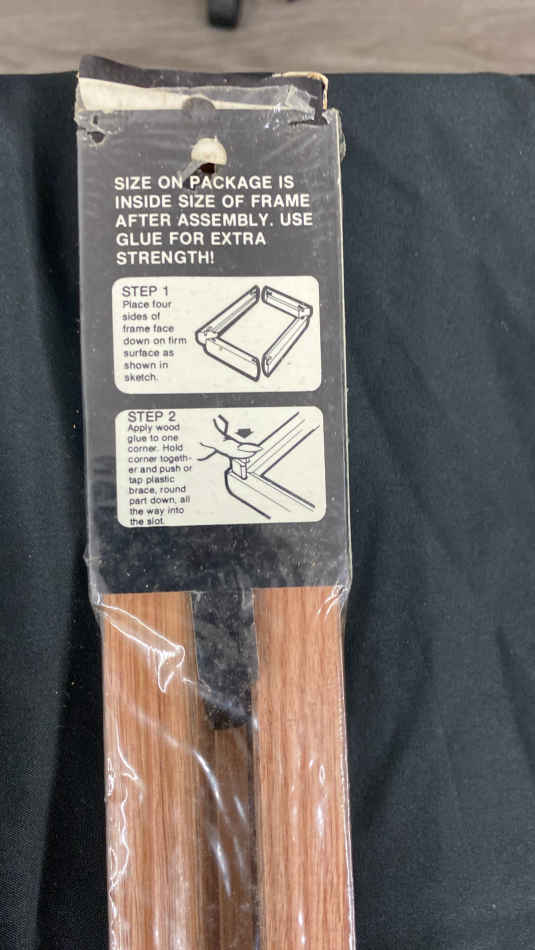 SIZE ON PACKAGE IS
INSIDE SIZE OF FRAME
AFTER ASSEMBLY. USE
GLUE FOR EXTRA
STRENGTH!
STEP 1
Place four
sides of
frame face
down on firm
surface as
shown in
sketch.
STEP 2
Apply wood
glue to one
corner. Hold
corner togeth-
er and push or
tap plastic
brace, round
part down, all
the way into
the slot.